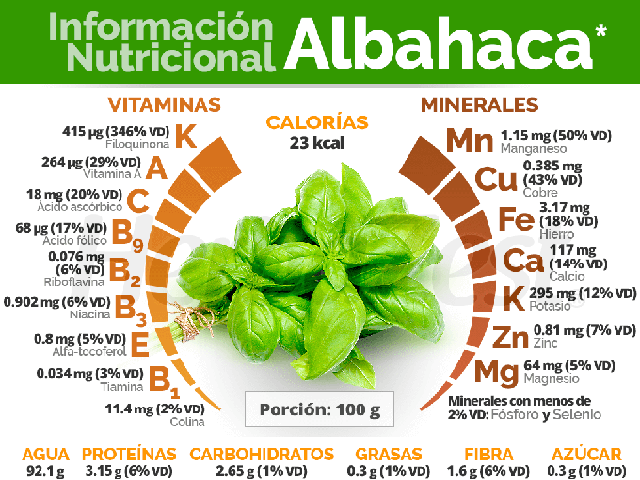 Información
Nutricional
Albahaca*
VITAMINAS
415 µg (346% VD)
Filoquinona
K
264 µg (29% VD)
Vitamina A
A
18 mg (20% VD)
Ácido ascórbico
C
68 µg (17% VD)
Ácido fólico
B9
0.076 mg
(6% VD)
Riboflavina
B2
0.902 mg (6% VD)
Niacina
B3
0.8 mg (5% VD)
Alfa-tocoferol
E
0.034 mg (3% VD)
Tiamina
B1
11.4 mg (2% VD)
Colina
CALORÍAS
23 kcal
Porción: 100 g
MINERALES
Mn
1.15 mg (50% VD)
Manganeso
Cu
0.385 mg
(43% VD)
Cobre
Fe
3.17 mg
(18% VD)
Hierro
Ca
117 mg
(14% VD)
Calcio
K
295 mg (12% VD)
Potasio
Zn
0.81 mg (7% VD)
Zinc
Mg
64 mg (5% VD)
Magnesio
Minerales con menos de
2% VD: Fósforo y Selenio
AGUA
92.1 g
PROTEÍNAS
3.15 g (6% VD)
CARBOHIDRATOS
2.65 g (1% VD)
GRASAS
0.3 g (1% VD)
FIBRA
1.6 g (6% VD)
AZÚCAR
0.3 g (1% VD)